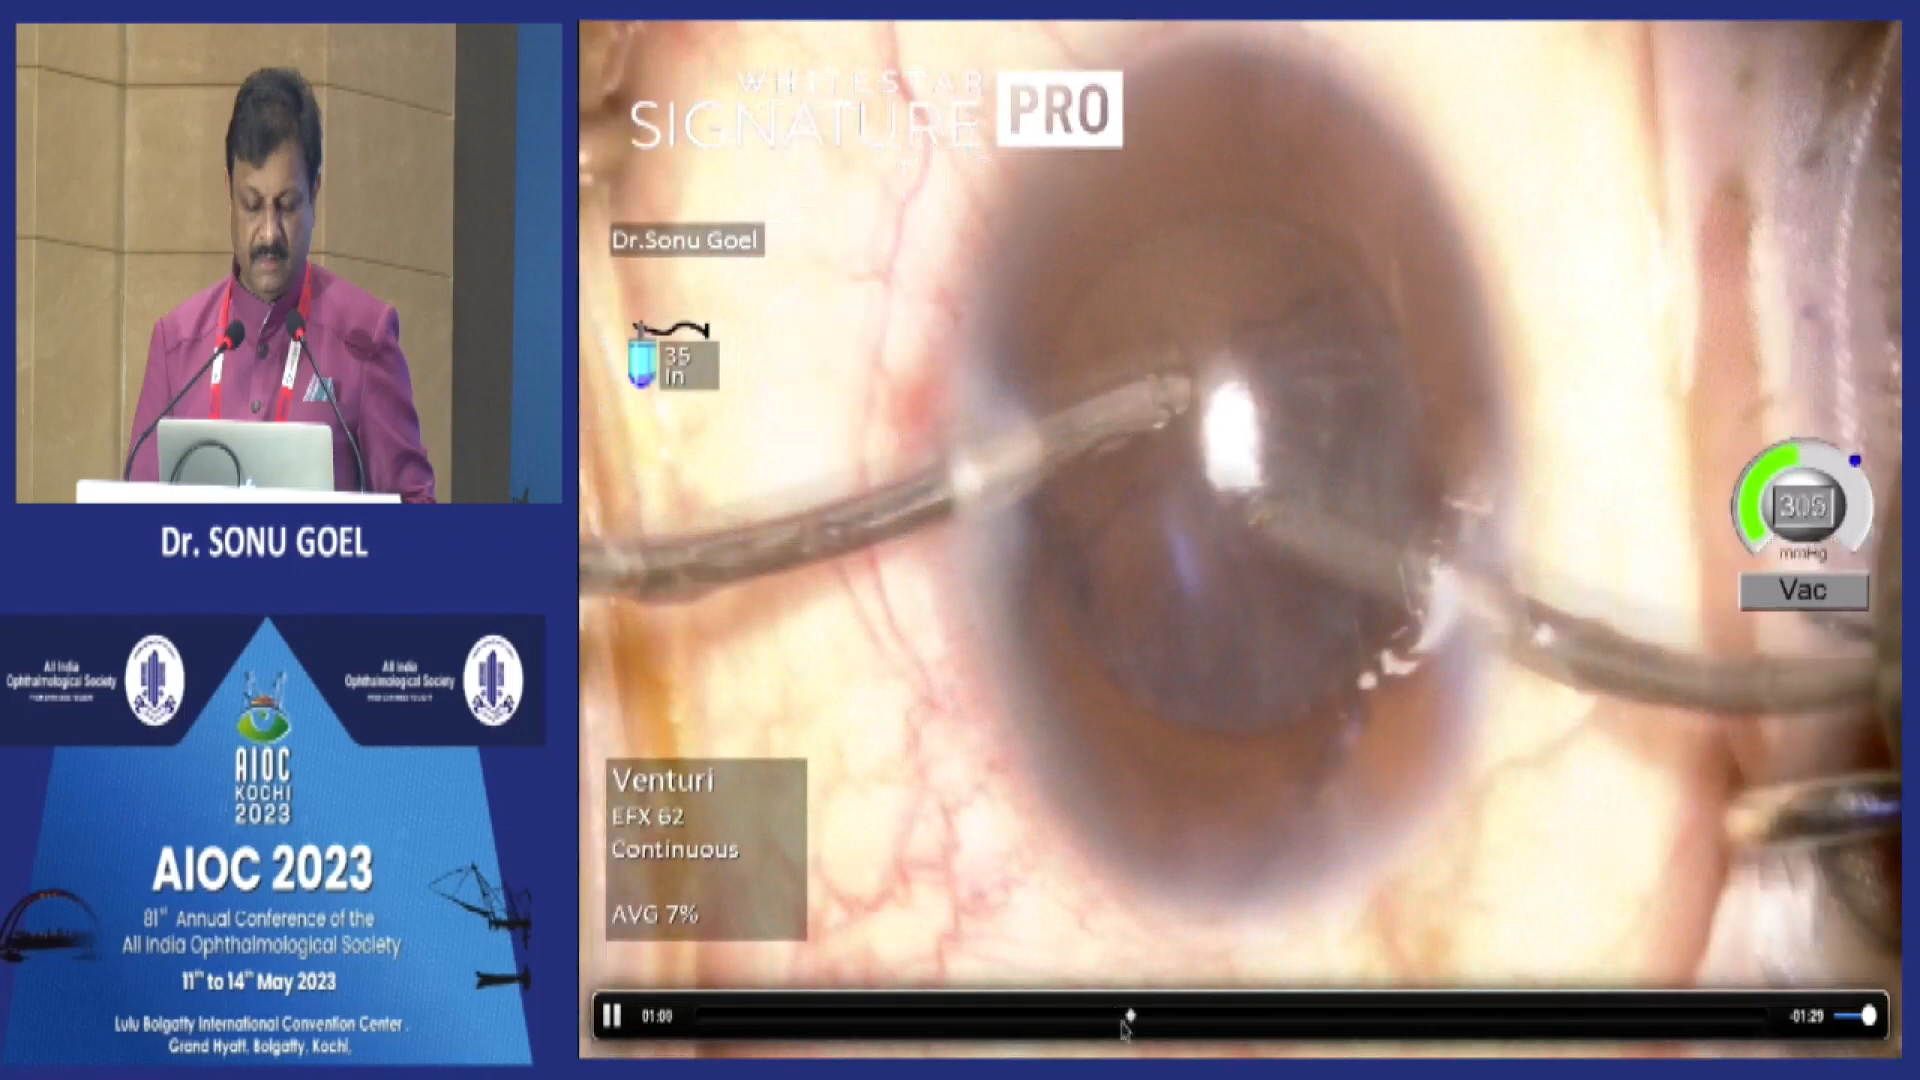 WHITESTAR
SIGNATURE PRO
Dr.Sonu Goel
35
in
305
mmHg
Vac
Venturi
EFX 62
Continuous
AVG 7%
01:00
-01:29
Dr. SONU GOEL
All India
Ophthalmological Society
All India
Ophthalmological Society
AIOC
KOCHI
2023
AIOC 2023
81st Annual Conference of the
All India Ophthalmological Society
11th to 14th May 2023
Lulu Bolgatty International Convention Center .
Grand Hyatt, Bolgatty, Kochi,